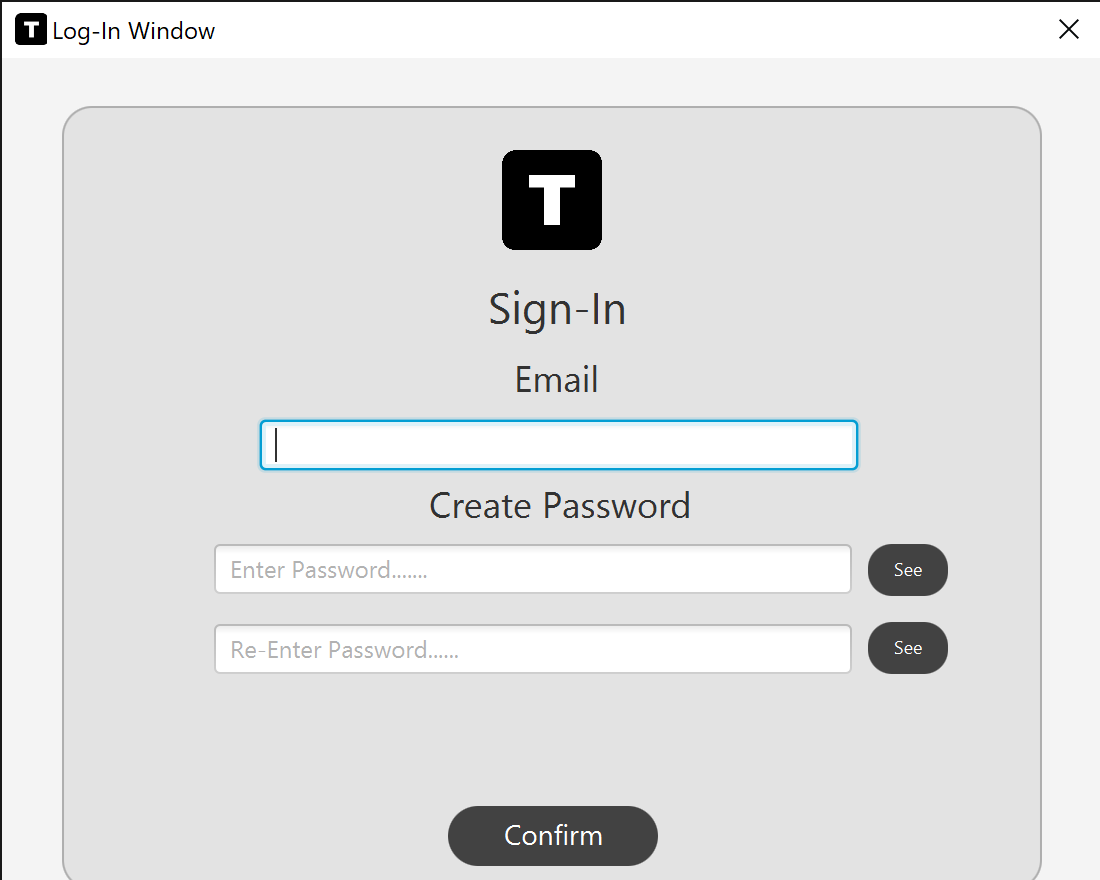 T Log-In Window
T
Sign-In
Email
Create Password
Enter Password....... See
Re-Enter Password...... See
Confirm